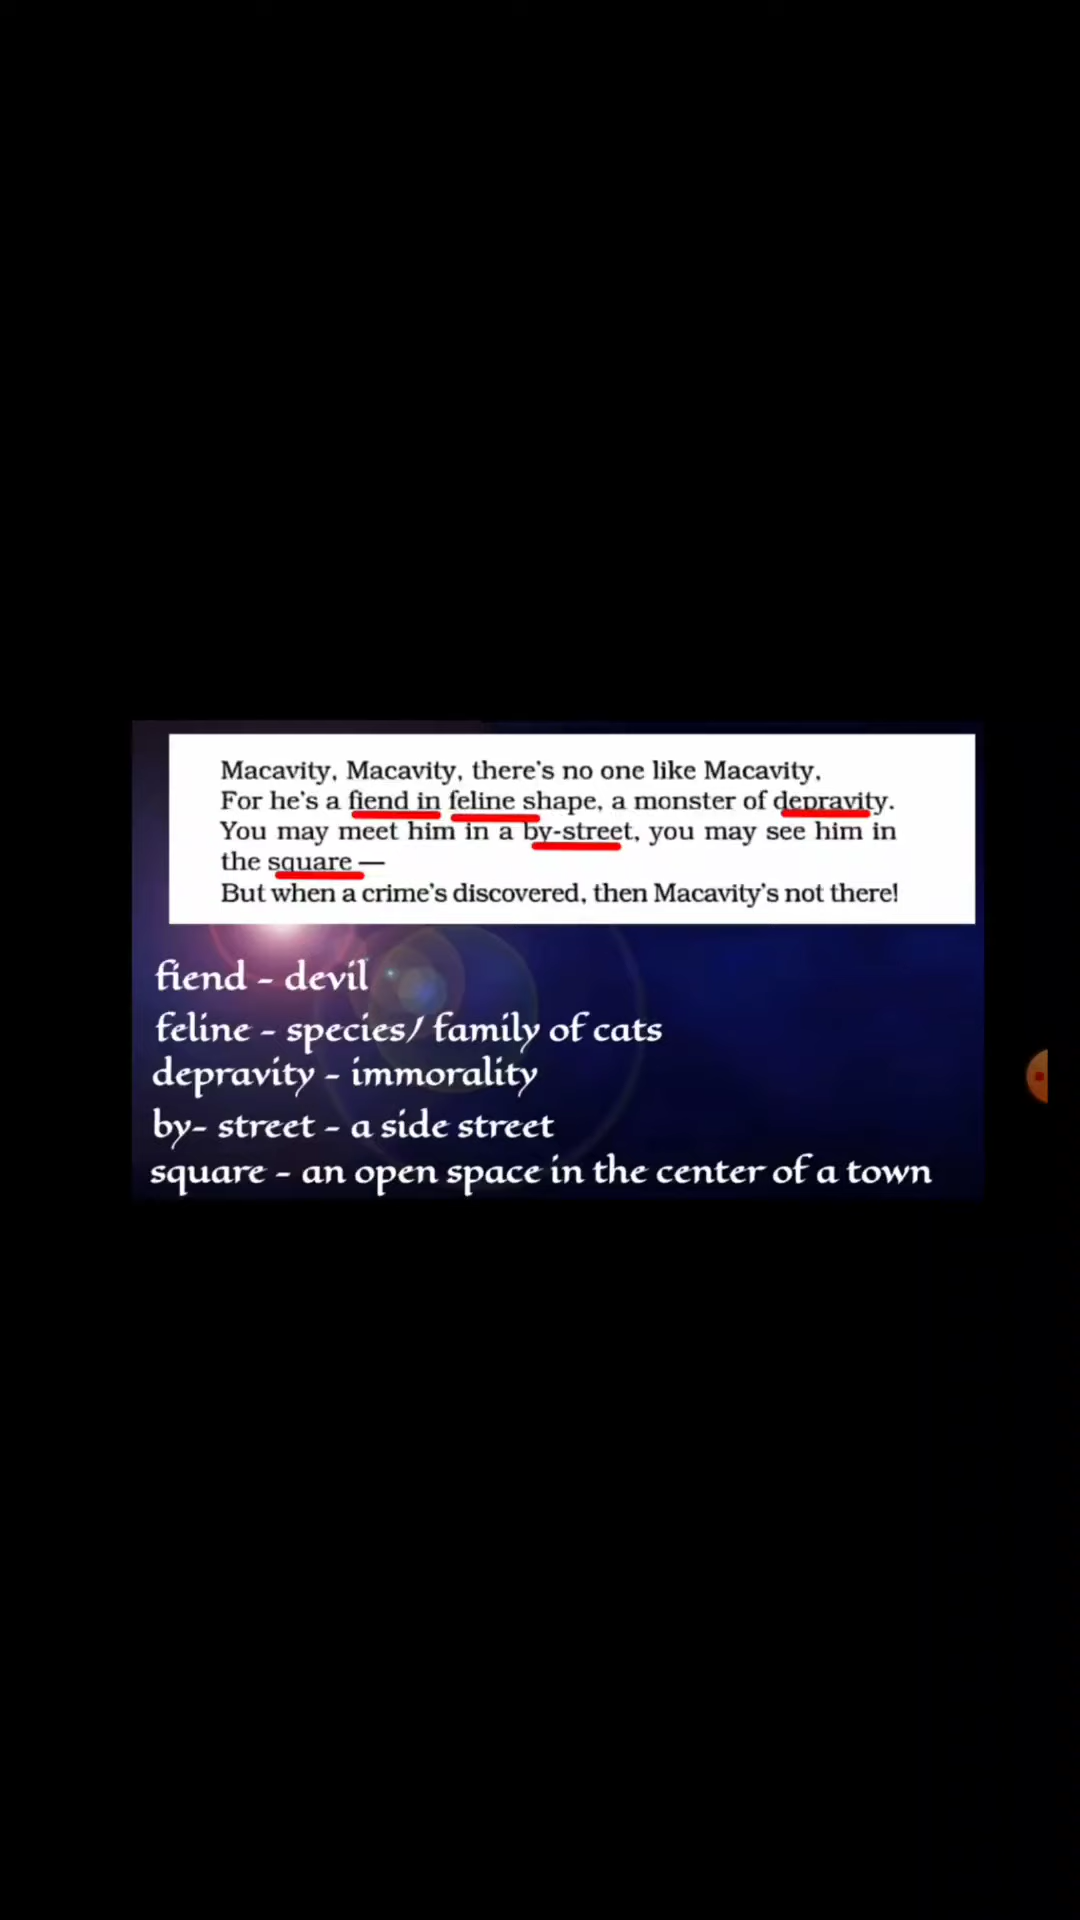 Macavity, Macavity, there's no one like Macavity,
For he's a fiend in feline shape, a monster of depravity.
You may meet him in a by-street, you may see him in
the square —
But when a crime's discovered, then Macavity's not there!
fiend - devil
feline - species/ family of cats
depravity - immorality
by- street - a side street
square - an open space in the center of a town